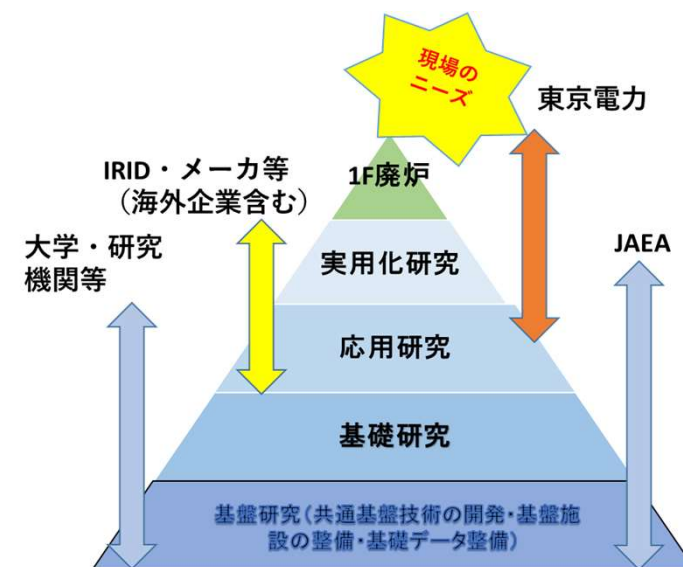 現場の
ニーズ
東京電力
IRID・メーカ等
（海外企業含む）
1F廃炉
大学・研究
機関等
JAEA
実用化研究
応用研究
基礎研究
基盤研究（共通基盤技術の開発・基盤施
設の整備・基礎データ整備）